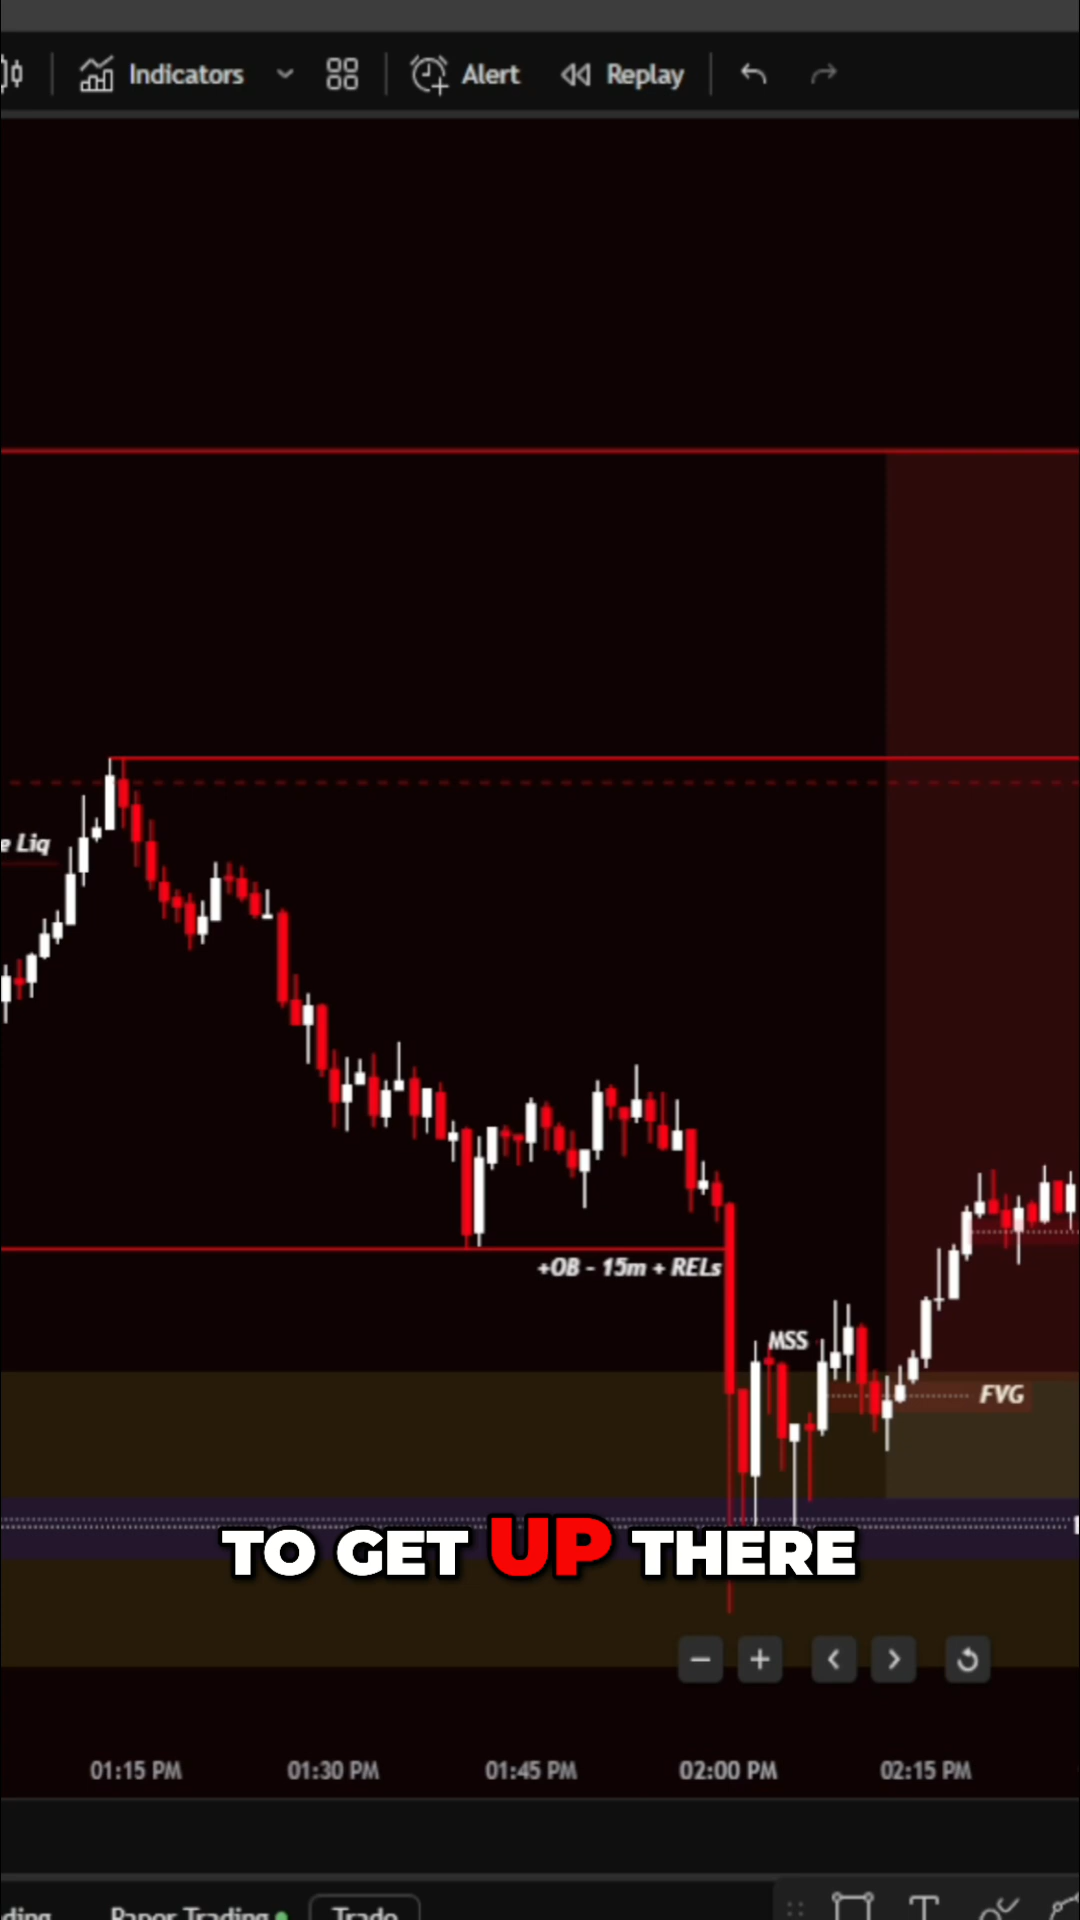 Indicators Alert Replay
e Liq
+OB - 15m + RELs
MSS
FVG
TO GET UP THERE
01:15 PM 01:30 PM 01:45 PM 02:00 PM 02:15 PM
ding Paper Trading Trade